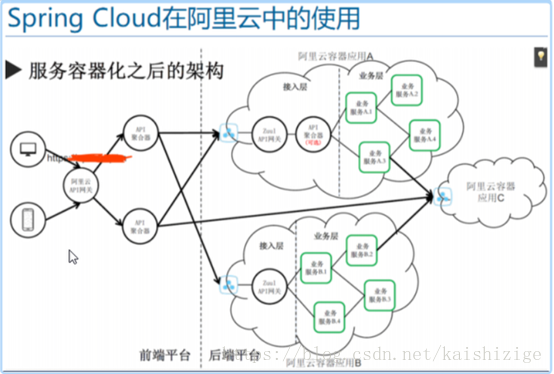 Spring Cloud在阿里云中的使用
服务容器化之后的架构
阿里云容器应用A
接入层
业务层
业务
服务A.2
业务
服务A.1
API
聚合器
Zuul
API网关
API
聚合器
(可选)
业务
服务A.4
业务
服务A.3
https
阿里云
API网关
阿里云容器
应用C
API
聚合器
接入层
业务层
业务
服务B.2
业务
服务B.1
Zuul
API网关
业务
服务B.3
业务
服务B.4
前端平台
后端平台
阿里云容器应用B
https://blog.csdn.net/kaishizige